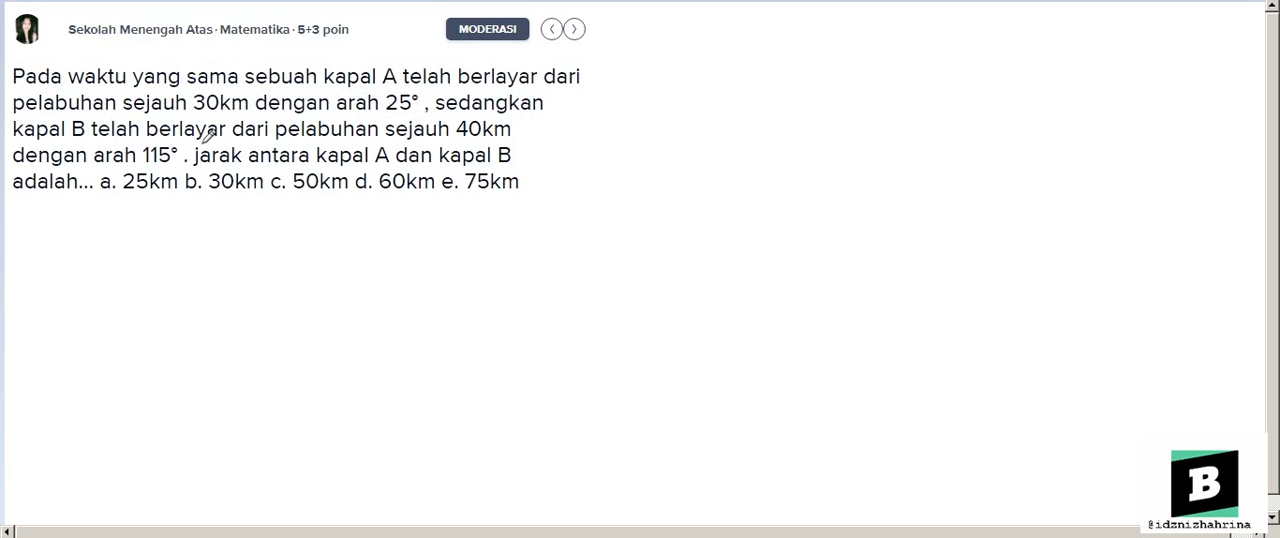 Sekolah Menengah Atas · Matematika · 5+3 poin
MODERASI
Pada waktu yang sama sebuah kapal A telah berlayar dari
pelabuhan sejauh 30km dengan arah 25° , sedangkan
kapal B telah berlayar dari pelabuhan sejauh 40km
dengan arah 115° . jarak antara kapal A dan kapal B
adalah... a. 25km b. 30km c. 50km d. 60km e. 75km
B
@idznizhahrina